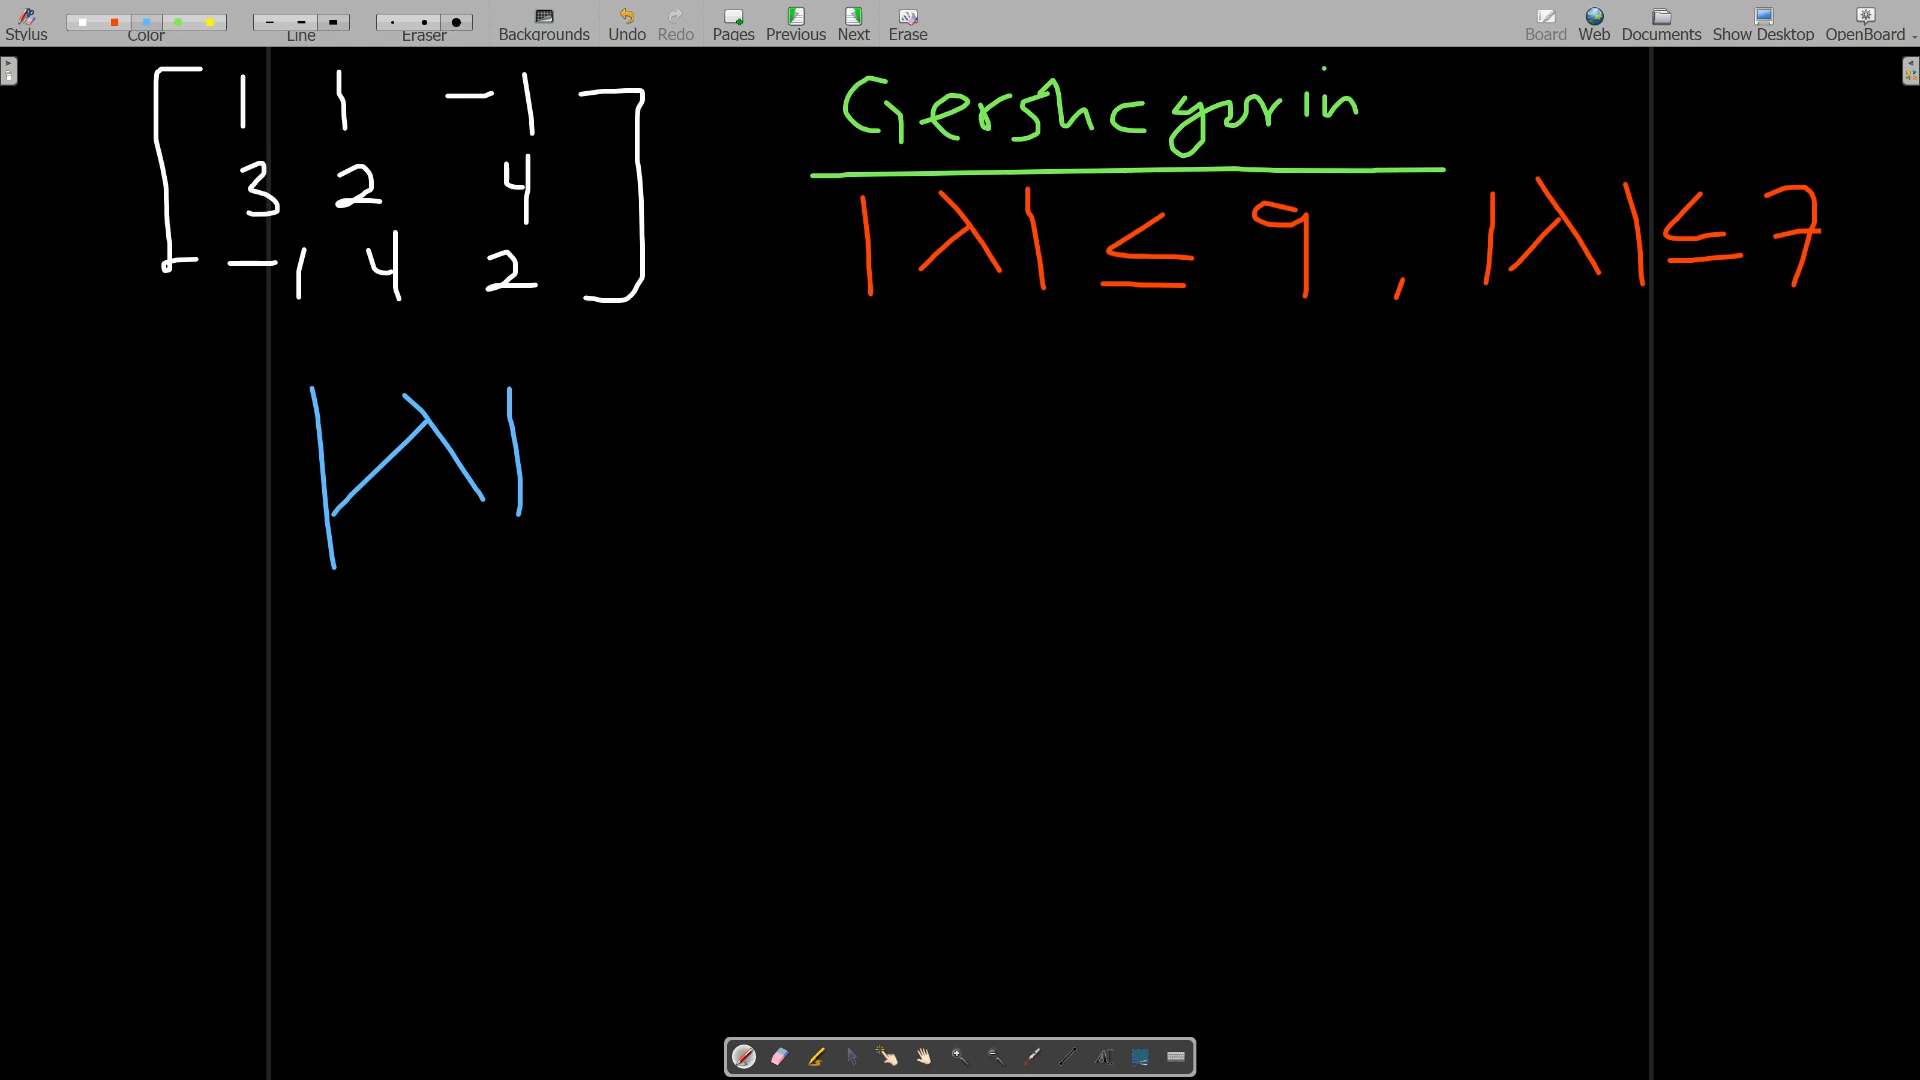 Stylus Color Line Eraser Backgrounds Undo Redo Pages Previous Next Erase Board Web Documents Show Desktop OpenBoard
1 1 -1
3 2 4
-1 4 2
Gershcgorin
|λ| ≤ 9 , |λ| ≤ 7
|λ|